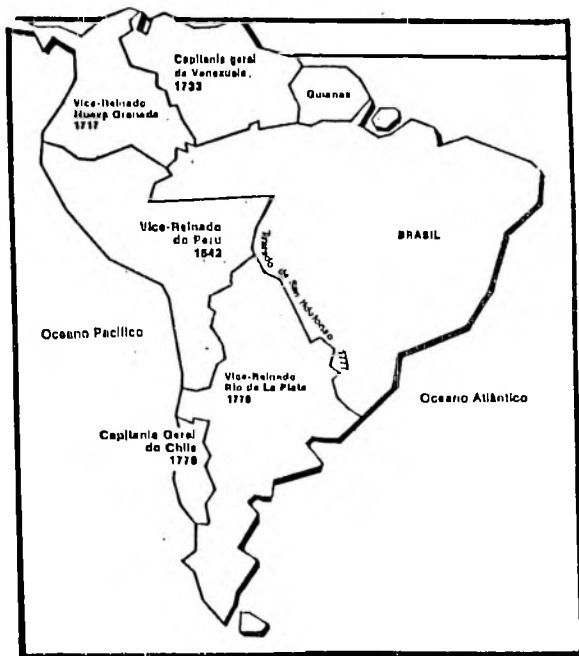 Capitania geral
da Venezuela,
1733
Guianas
Vice-Reinado
Nueva Granada
1717
Vice-Reinado
do Peru
1542
BRASIL
Tratado de San Ildefonso
1777
Oceano Pacífico
Vice-Reinado
Rio de La Plata
1776
Oceano Atlântico
Capitania Geral
do Chile
1778